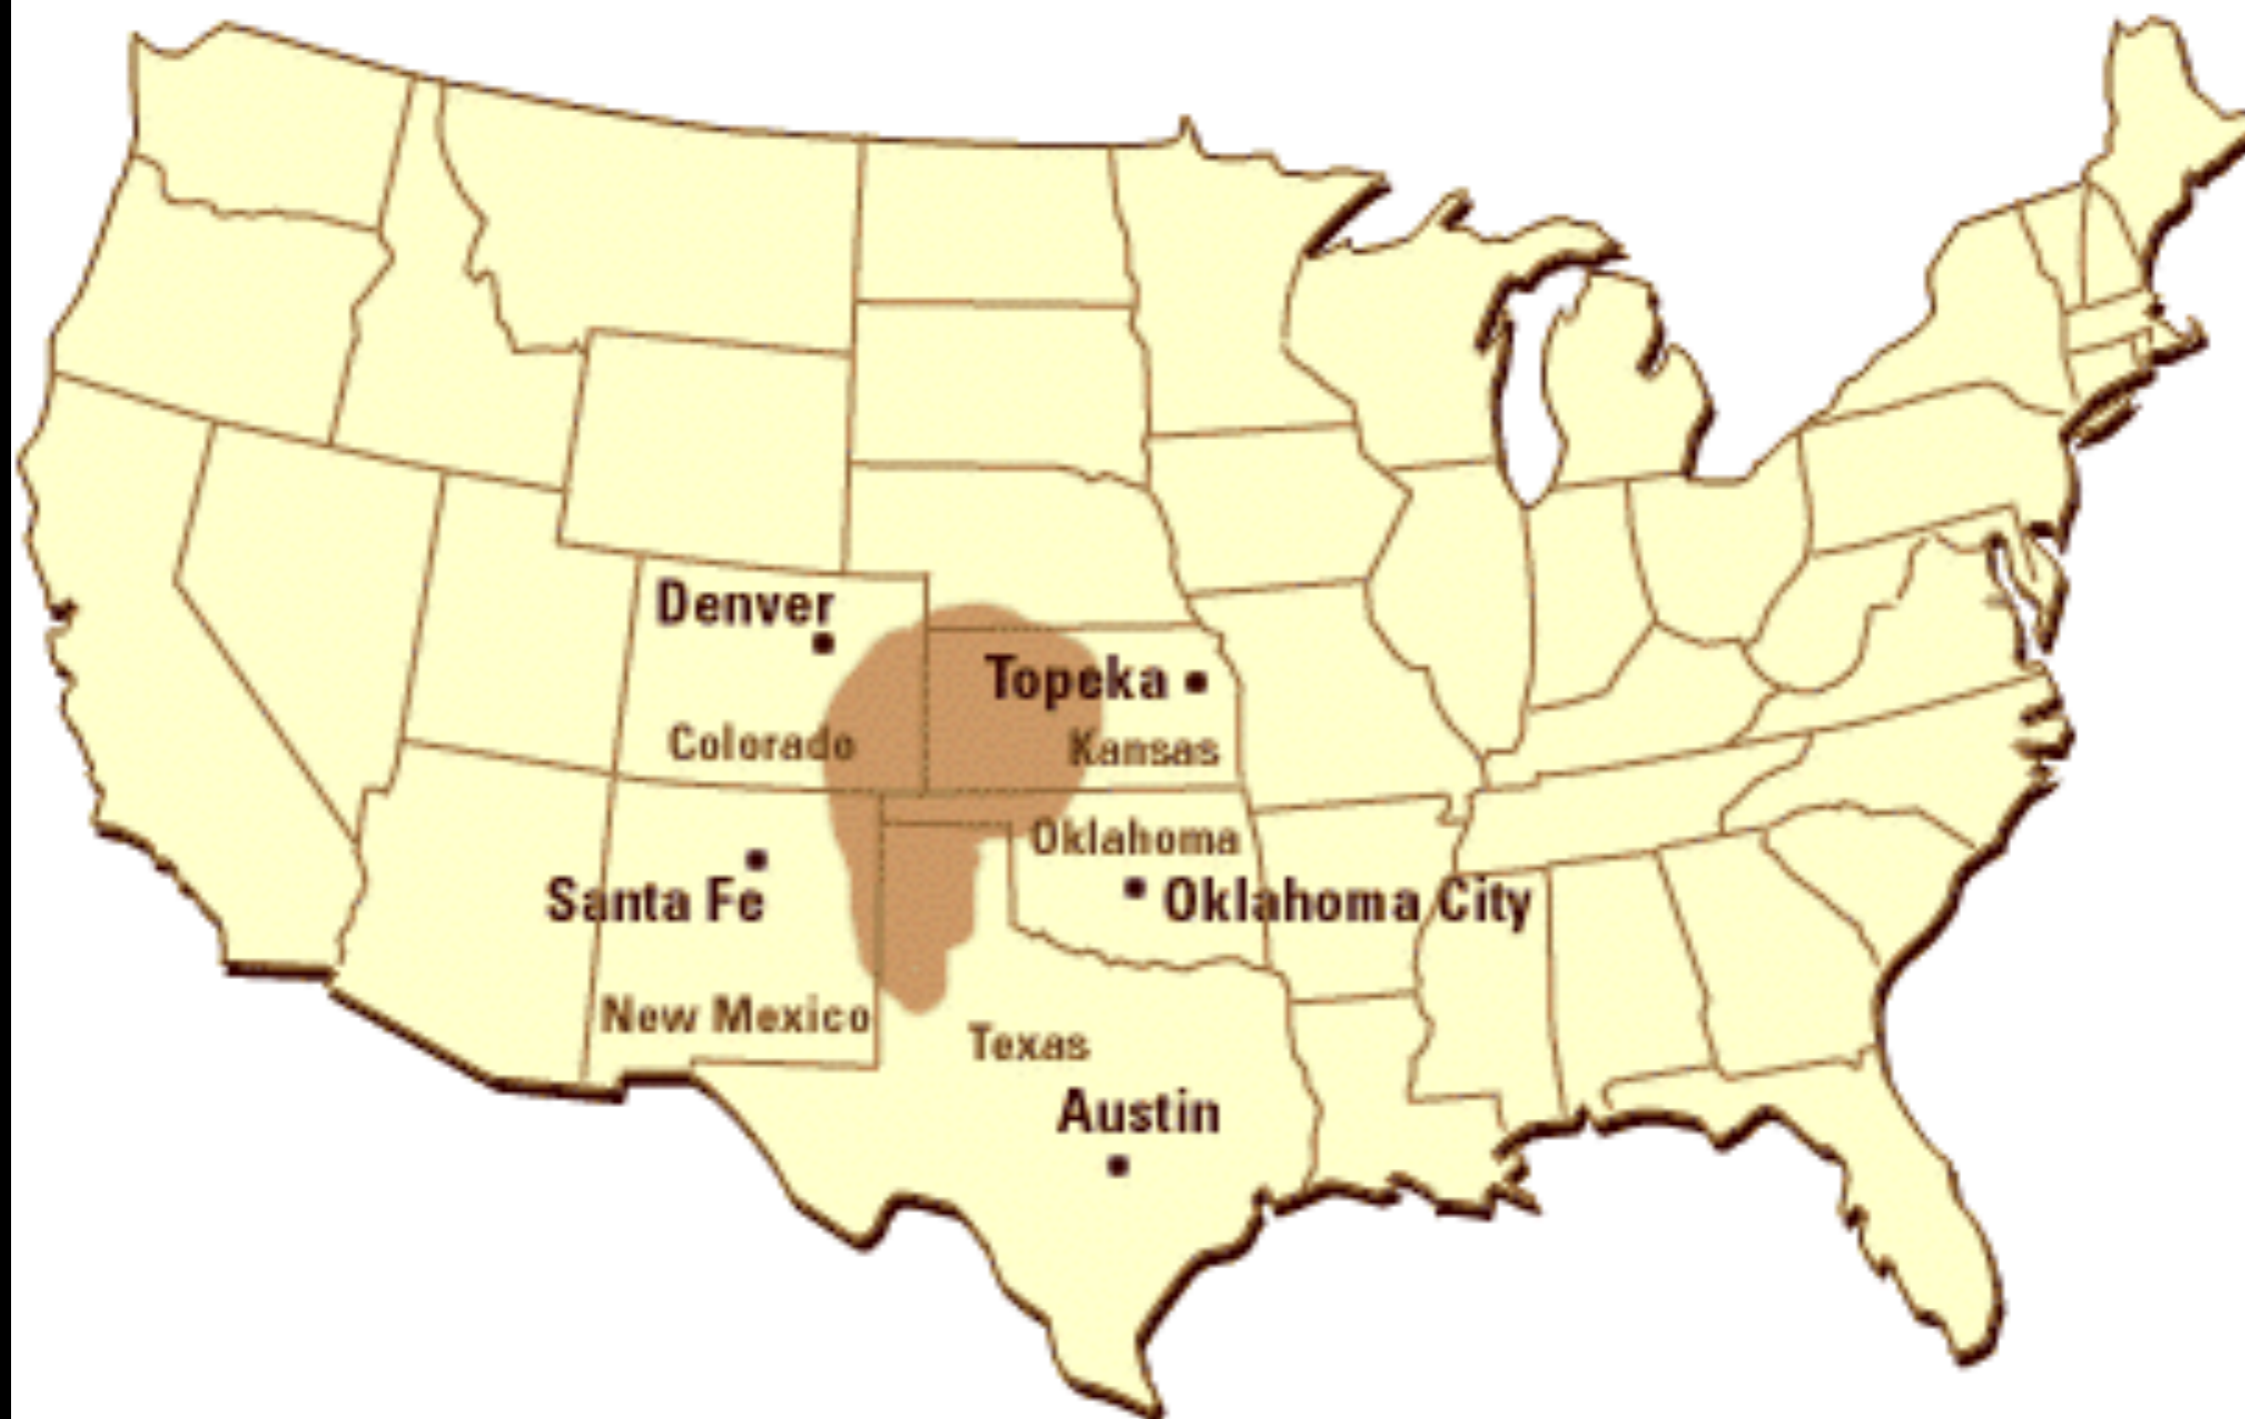 Denver
Topeka
Colorado
Kansas
Oklahoma
Santa Fe
Oklahoma City
New Mexico
Texas
Austin